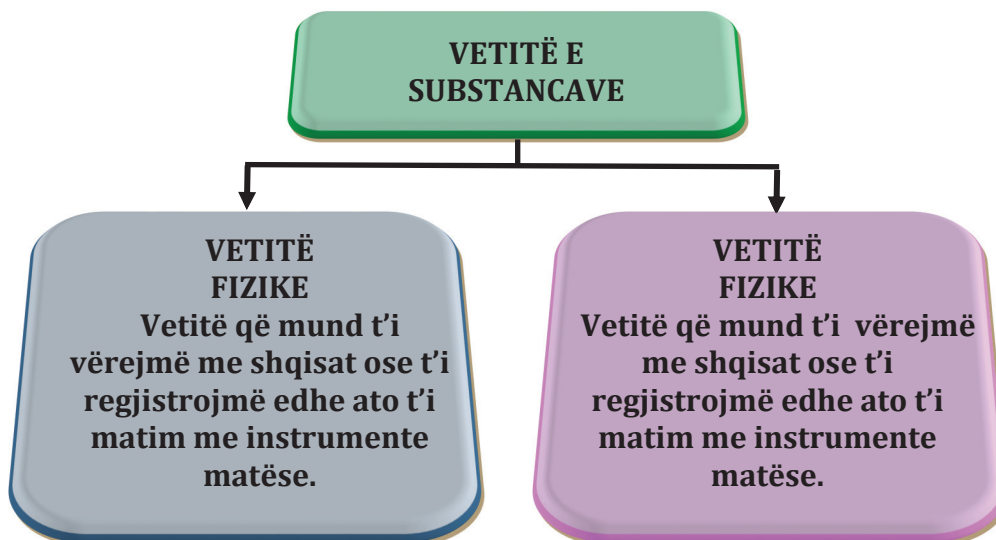 VETITË E
SUBSTANCAVE
VETITË
FIZIKE
Vetitë që mund t’i
vërejmë me shqisat ose t’i
regjistrojmë edhe ato t’i
matim me instrumente
matëse.
VETITË
FIZIKE
Vetitë që mund t’i vërejmë
me shqisat ose t’i
regjistrojmë edhe ato t’i
matim me instrumente
matëse.